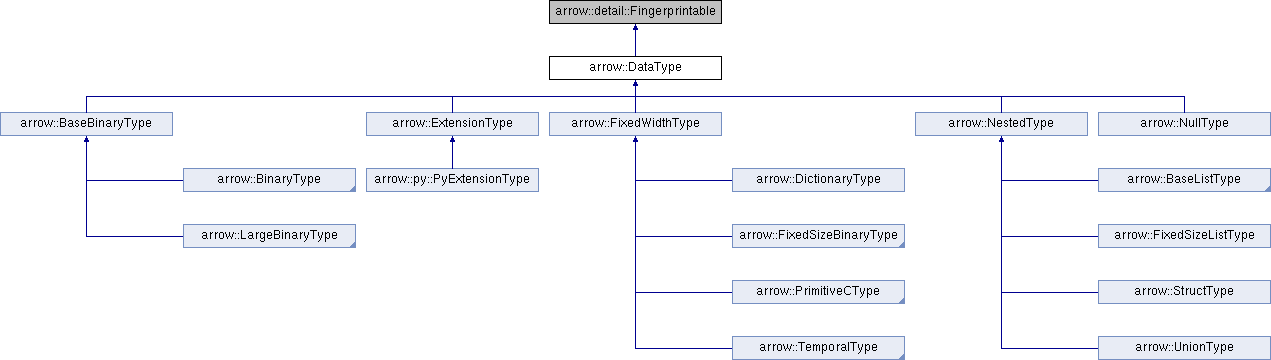 arrow::detail::Fingerprintable
arrow::DataType
arrow::BaseBinaryType
arrow::ExtensionType
arrow::FixedWidthType
arrow::NestedType
arrow::NullType
arrow::BinaryType
arrow::py::PyExtensionType
arrow::DictionaryType
arrow::BaseListType
arrow::LargeBinaryType
arrow::FixedSizeBinaryType
arrow::FixedSizeListType
arrow::PrimitiveCType
arrow::StructType
arrow::TemporalType
arrow::UnionType